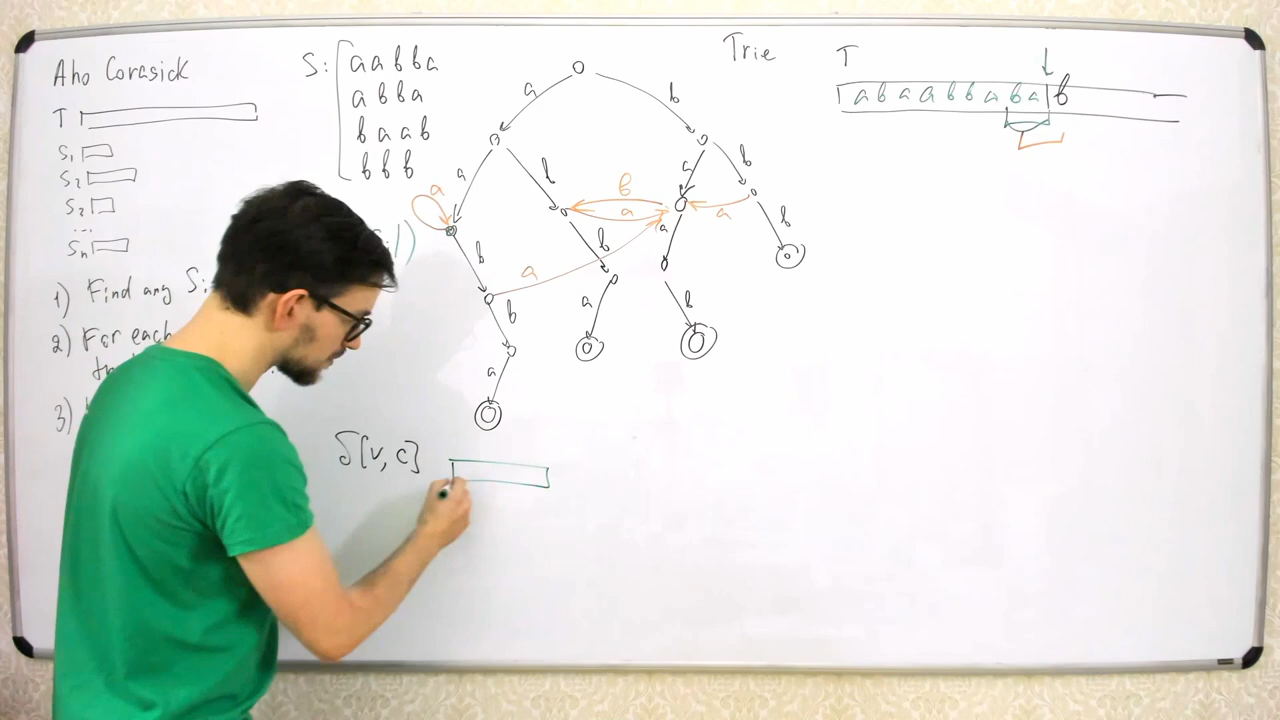 Aho Corasick
T
S1
S2
S2
...
Sn
1) Find any Si
2) For each
3)
S: aabba
abba
baab
bbb
Trie
T
abaabbaba b
a
b
a
b
a
b
a
b
b
a
a
b
a
b
a
b
b
a
b
a
δ[v, c]